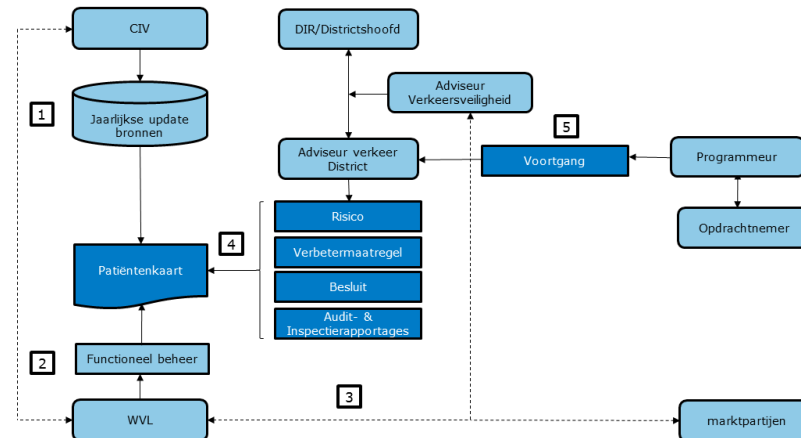 CIV
DIR/Districtshoofd
Adviseur
Verkeersveiligheid
1
Jaarlijkse update
bronnen
5
Adviseur verkeer
District
Voortgang
Programmeur
Risico
Opdrachtnemer
4
Verbetermaatregel
Patiëntenkaart
Besluit
Audit- &
Inspectierapportages
2
Functioneel beheer
3
WVL
marktpartijen